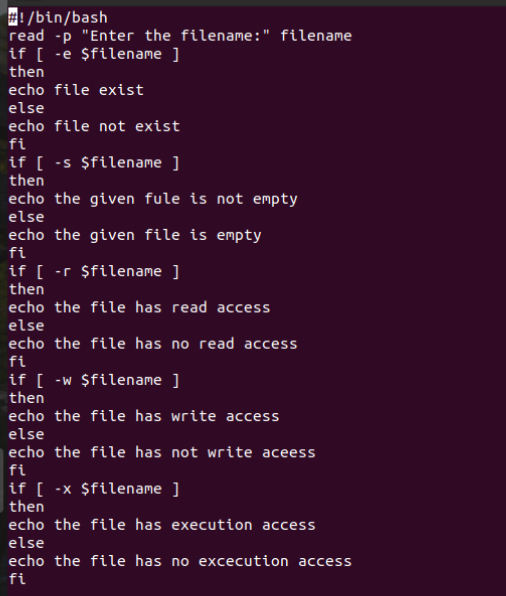 #!/bin/bash
read -p "Enter the filename:" filename
if [ -e $filename ]
then
echo file exist
else
echo file not exist
fi
if [ -s $filename ]
then
echo the given fule is not empty
else
echo the given file is empty
fi
if [ -r $filename ]
then
echo the file has read access
else
echo the file has no read access
fi
if [ -w $filename ]
then
echo the file has write access
else
echo the file has not write aceess
fi
if [ -x $filename ]
then
echo the file has execution access
else
echo the file has no excecution access
fi